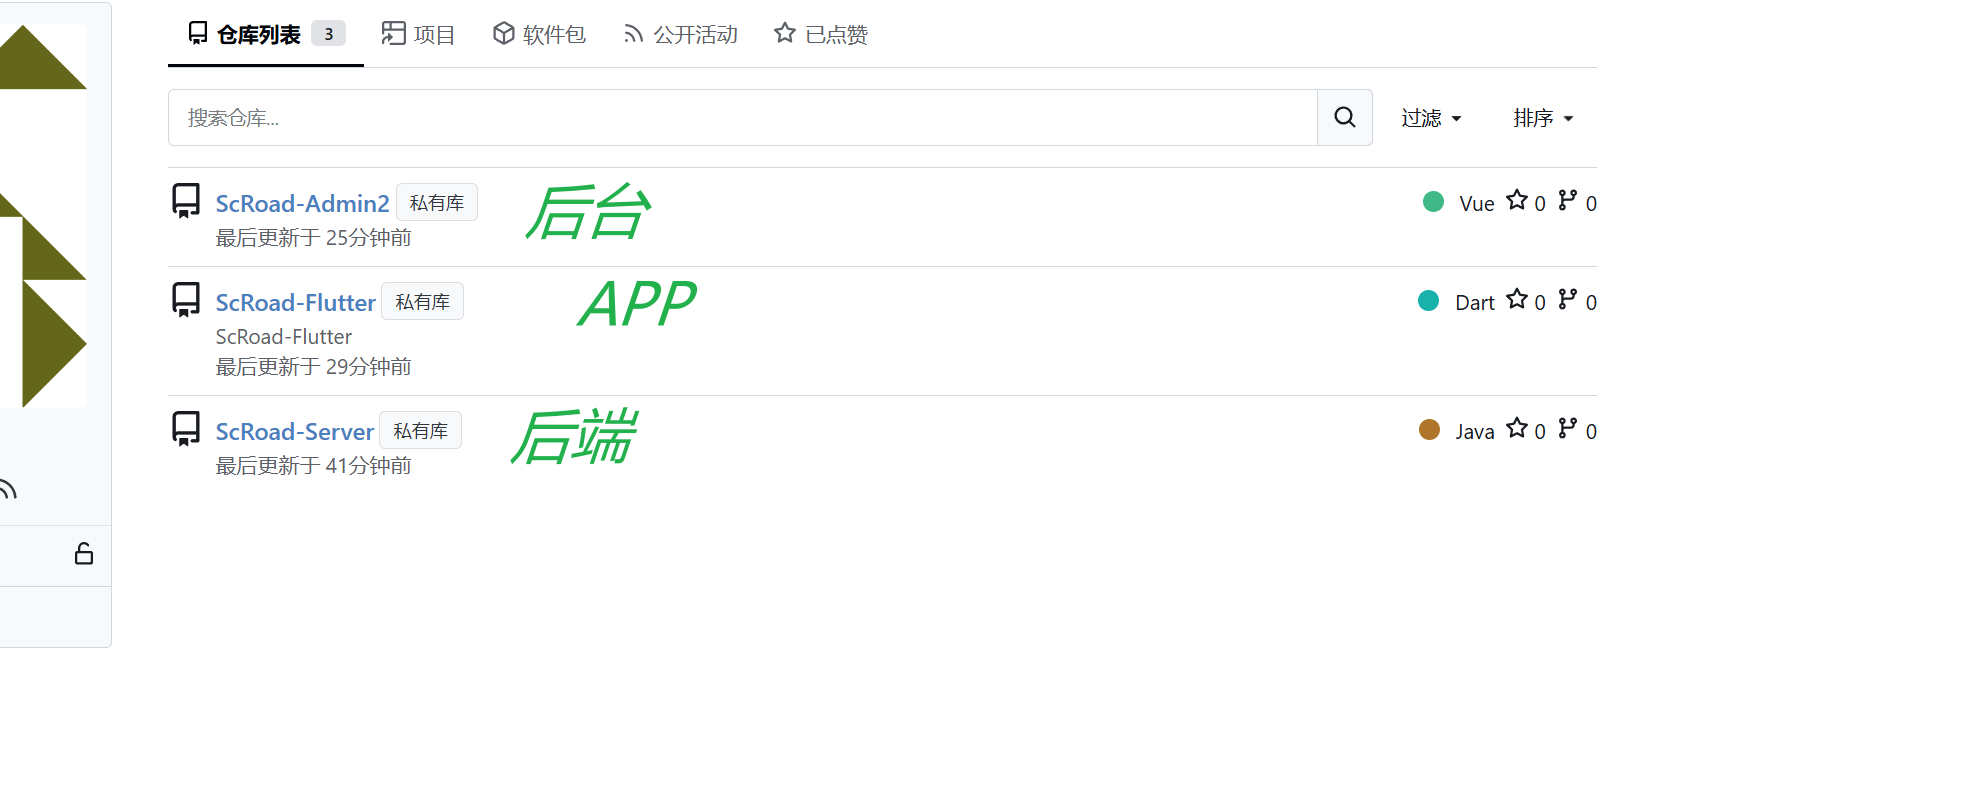 仓库列表 3 项目 软件包 公开活动 已点赞
搜索仓库... 过滤 排序
ScRoad-Admin2 私有库 后台 Vue 0 0
最后更新于 25分钟前
ScRoad-Flutter 私有库 APP Dart 0 0
ScRoad-Flutter
最后更新于 29分钟前
ScRoad-Server 私有库 后端 Java 0 0
最后更新于 41分钟前